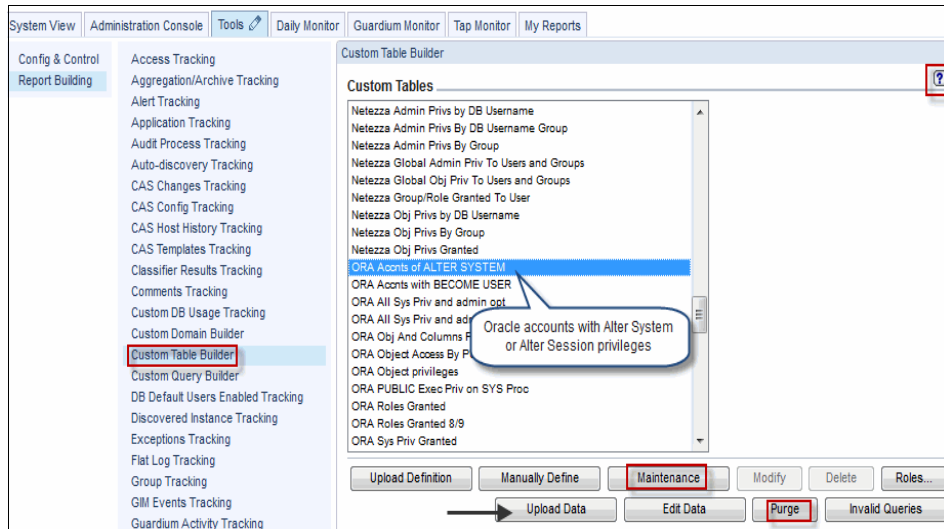 System View
Administration Console
Tools
Daily Monitor
Guardium Monitor
Tap Monitor
My Reports
Config & Control
Report Building
Access Tracking
Aggregation/Archive Tracking
Alert Tracking
Application Tracking
Audit Process Tracking
Auto-discovery Tracking
CAS Changes Tracking
CAS Config Tracking
CAS Host History Tracking
CAS Templates Tracking
Classifier Results Tracking
Comments Tracking
Custom DB Usage Tracking
Custom Domain Builder
Custom Table Builder
Custom Query Builder
DB Default Users Enabled Tracking
Discovered Instance Tracking
Exceptions Tracking
Flat Log Tracking
Group Tracking
GIM Events Tracking
Guardium Activity Tracking
Custom Table Builder
?
Custom Tables
Netezza Admin Privs by DB Username
Netezza Admin Privs By DB Username Group
Netezza Admin Privs By Group
Netezza Global Admin Priv To Users and Groups
Netezza Global Obj Priv To Users and Groups
Netezza Group/Role Granted To User
Netezza Obj Privs by DB Username
Netezza Obj Privs By Group
Netezza Obj Privs Granted
ORA Accnts of ALTER SYSTEM
ORA Accnts with BECOME USER
ORA All Sys Priv and admin opt
ORA All Sys Priv and
ORA Obj And Columns
ORA Object Access By
ORA Object privileges
ORA PUBLIC Exec Priv on SYS Proc
ORA Roles Granted
ORA Roles Granted 8/9
ORA Sys Priv Granted
Oracle accounts with Alter System
or Alter Session privileges
Upload Definition
Manually Define
Maintenance
Modify
Delete
Roles...
Upload Data
Edit Data
Purge
Invalid Queries